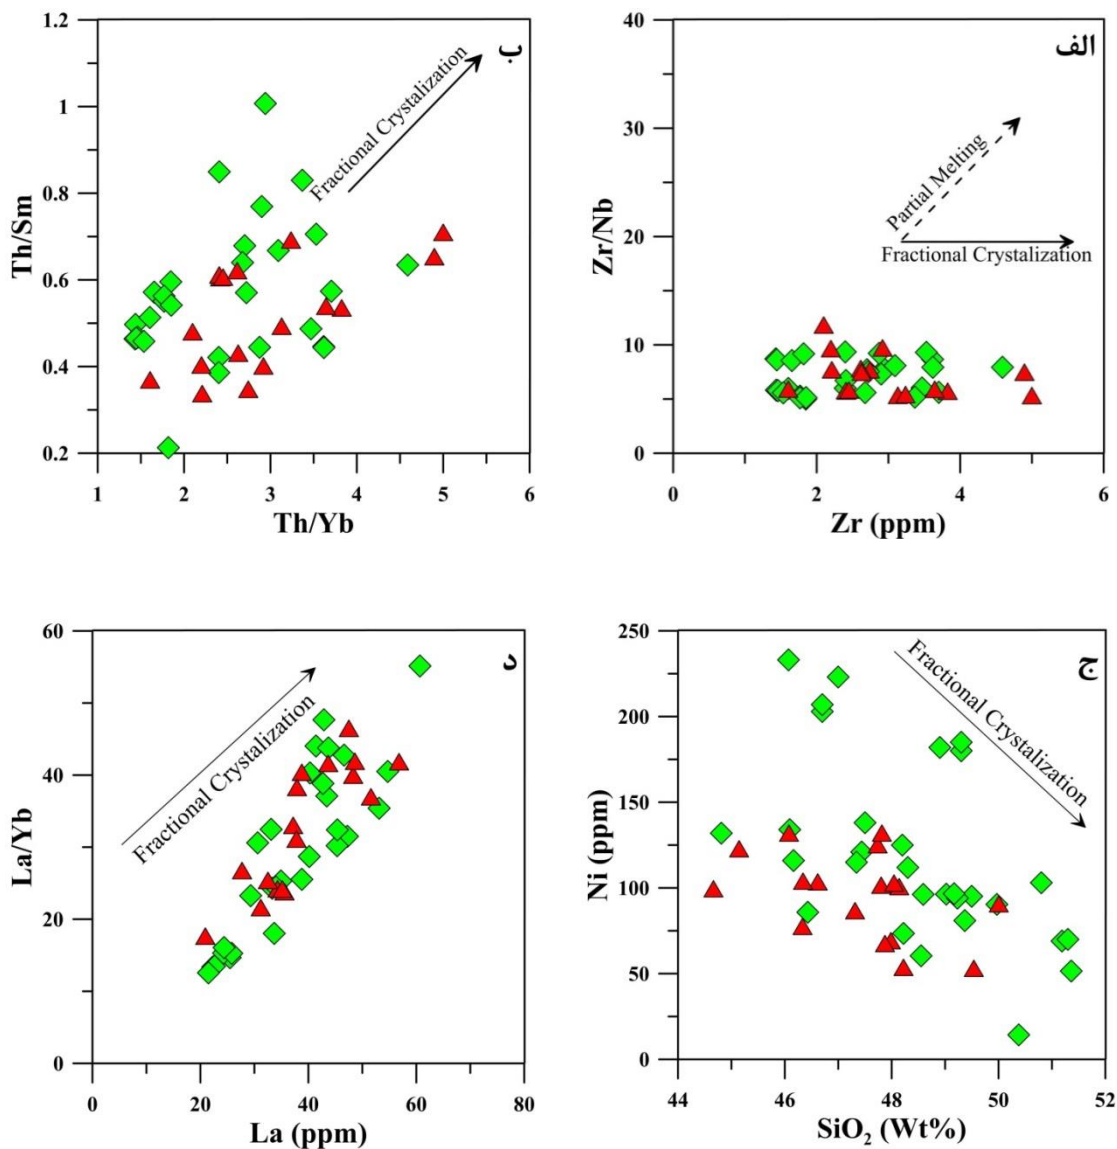 ب
1.2
1
0.8
0.6
0.4
0.2
Th/Sm
Fractional Crystalization
1 2 3 4 5 6
Th/Yb
الف
40
30
20
10
0
Zr/Nb
Partial Melting
Fractional Crystalization
0 2 4 6
Zr (ppm)
د
60
40
20
0
La/Yb
Fractional Crystalization
0 20 40 60 80
La (ppm)
ج
250
200
150
100
50
0
Ni (ppm)
Fractional Crystalization
44 46 48 50 52
SiO₂ (Wt%)